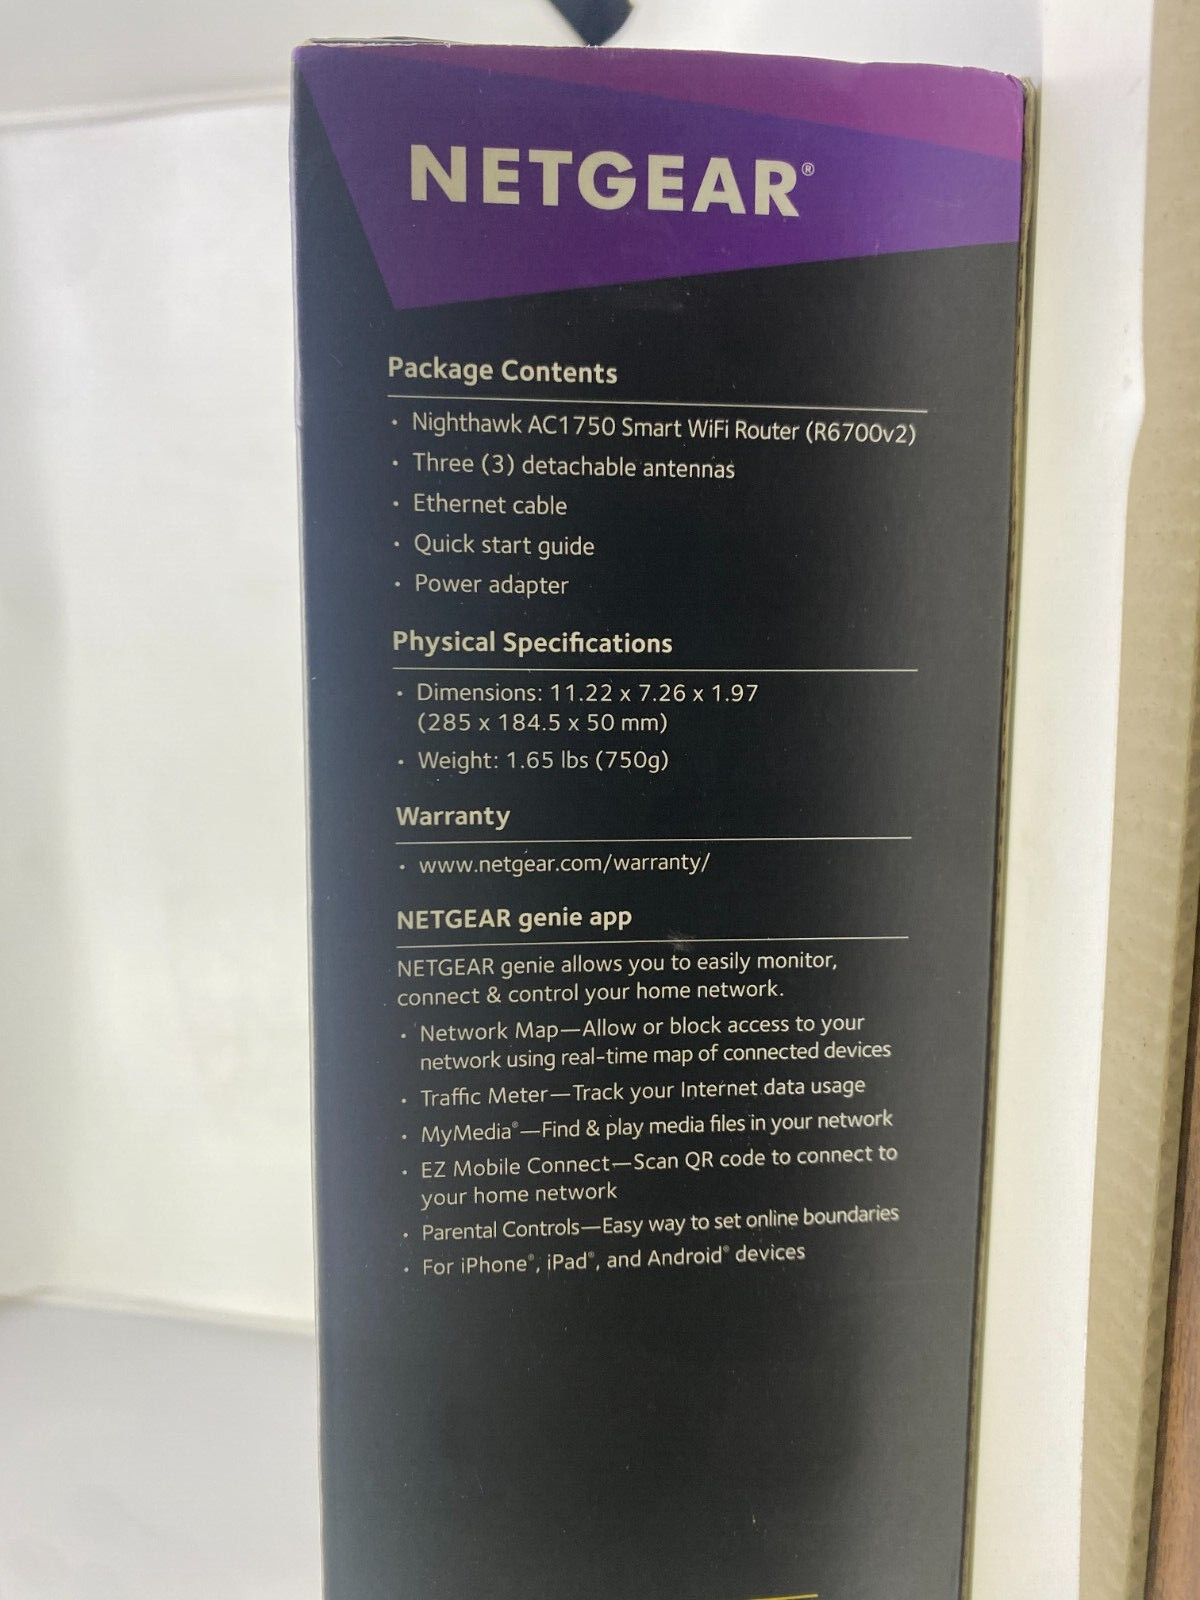 NETGEAR®
Package Contents
• Nighthawk AC1750 Smart WiFi Router (R6700v2)
• Three (3) detachable antennas
• Ethernet cable
• Quick start guide
• Power adapter
Physical Specifications
• Dimensions: 11.22 x 7.26 x 1.97
(285 x 184.5 x 50 mm)
• Weight: 1.65 lbs (750g)
Warranty
• www.netgear.com/warranty/
NETGEAR genie app
NETGEAR genie allows you to easily monitor,
connect & control your home network.
• Network Map—Allow or block access to your
network using real-time map of connected devices
• Traffic Meter—Track your Internet data usage
• MyMedia®—Find & play media files in your network
• EZ Mobile Connect—Scan QR code to connect to
your home network
• Parental Controls—Easy way to set online boundaries
• For iPhone®, iPad®, and Android® devices